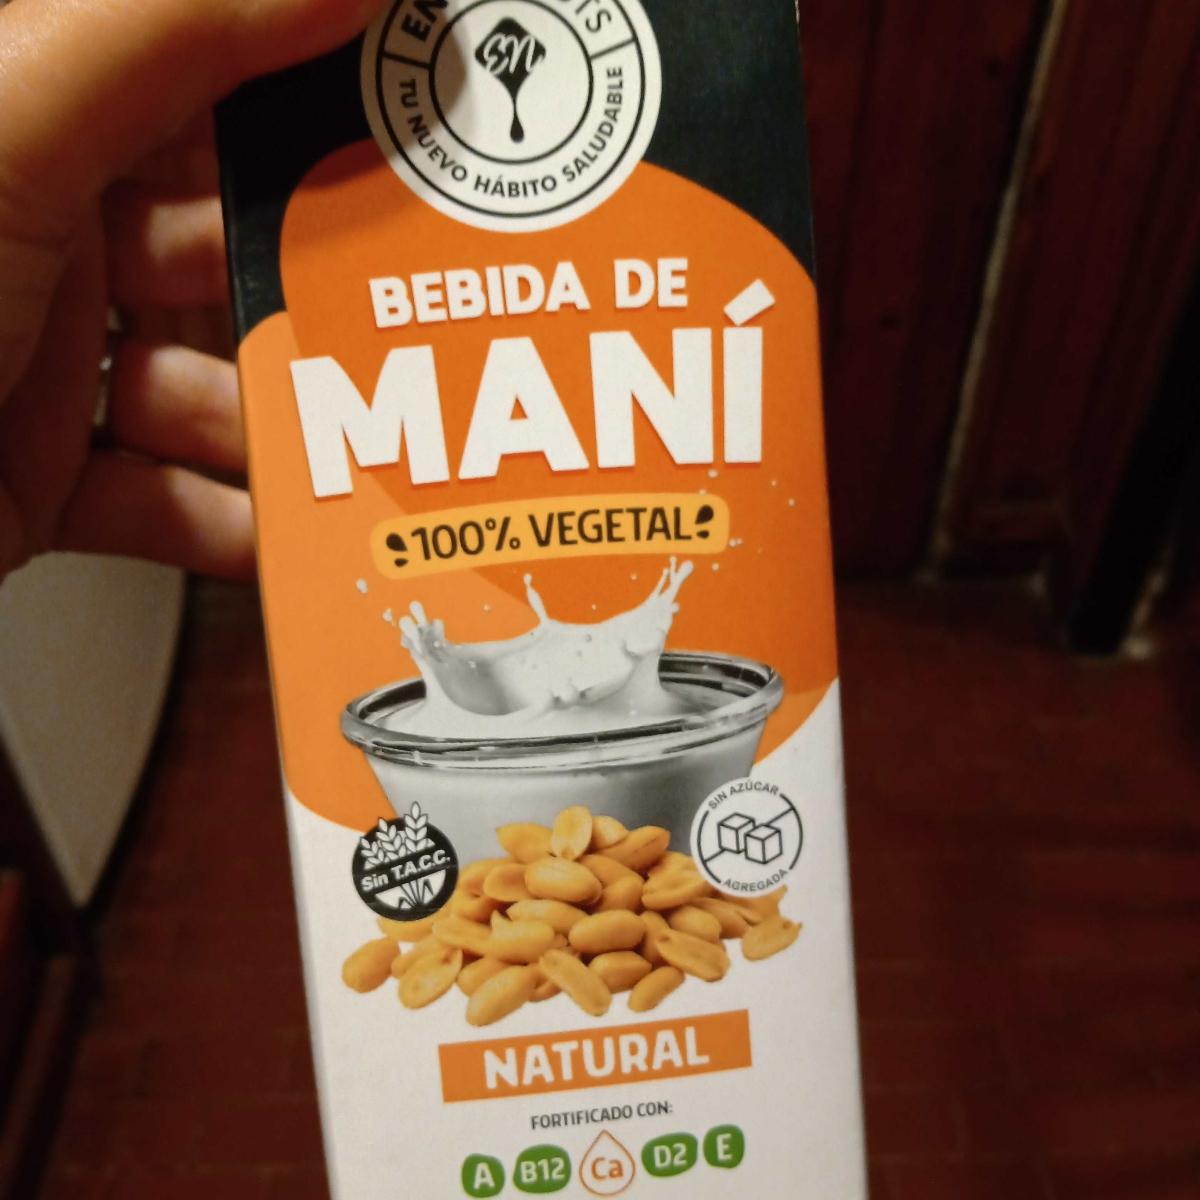 TU NUEVO HÁBITO SALUDABLE
BEBIDA DE
MANÍ
100% VEGETAL
Sin T.A.C.C.
SIN AZÚCAR
AGREGADA
NATURAL
FORTIFICADO CON:
A B12 Ca D2 E